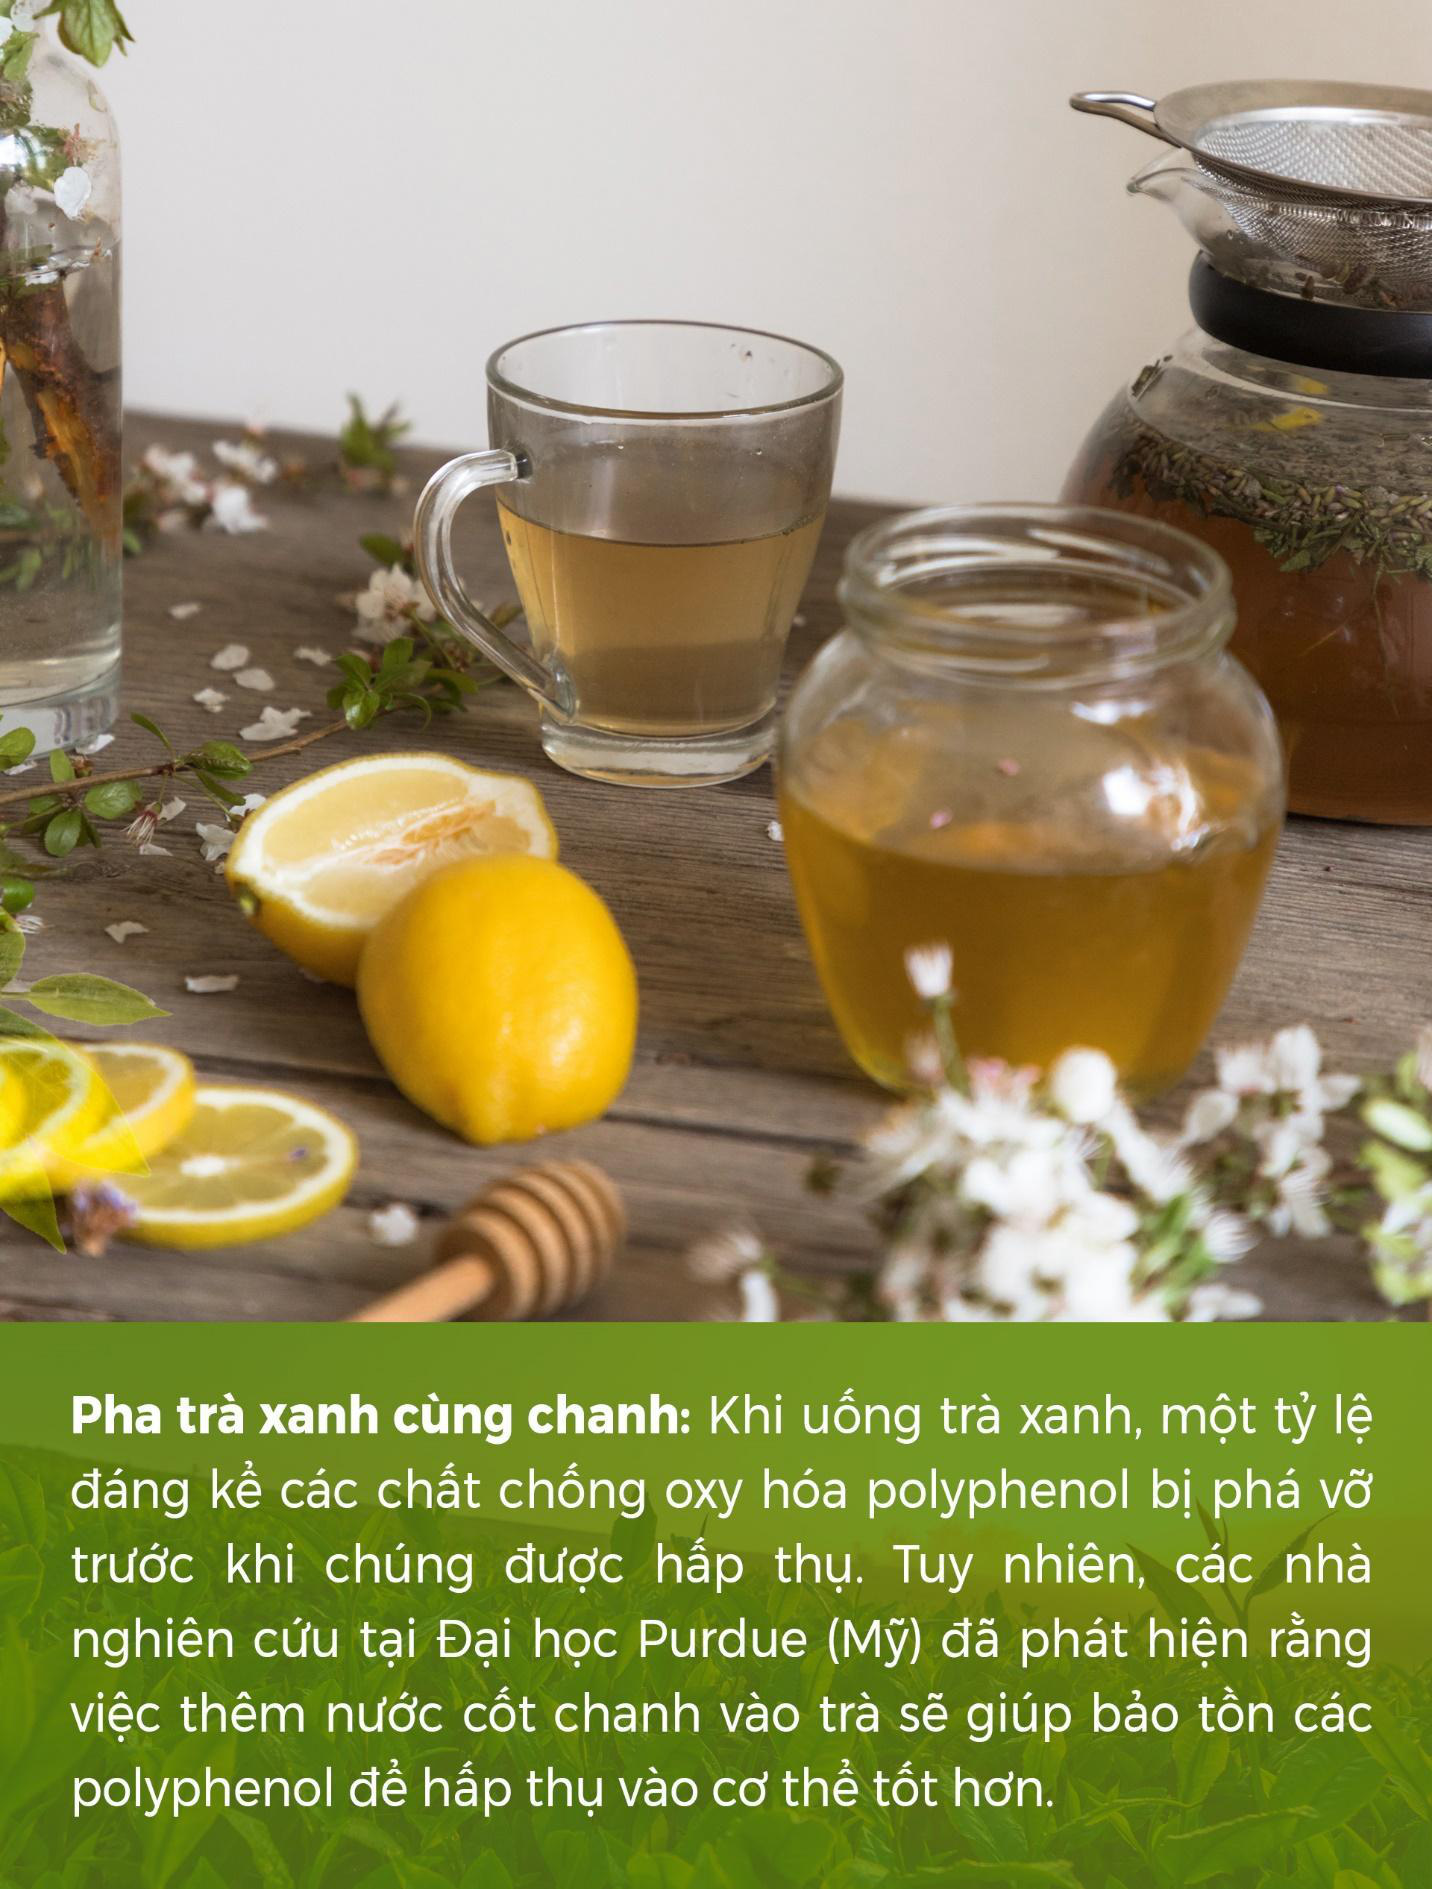 Pha trà xanh cùng chanh: Khi uống trà xanh, một tỷ lệ
đáng kể các chất chống oxy hóa polyphenol bị phá vỡ
trước khi chúng được hấp thụ. Tuy nhiên, các nhà
nghiên cứu tại Đại học Purdue (Mỹ) đã phát hiện rằng
việc thêm nước cốt chanh vào trà sẽ giúp bảo tồn các
polyphenol để hấp thụ vào cơ thể tốt hơn.